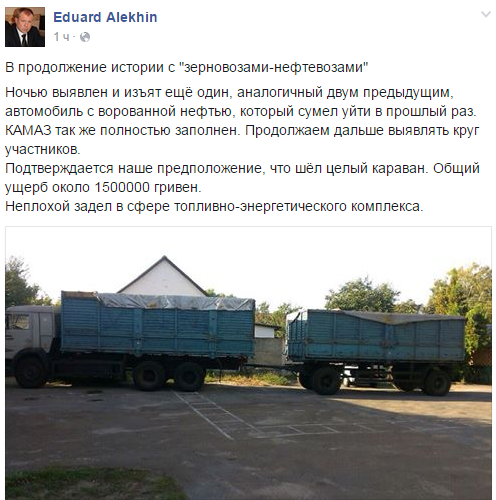 Eduard Alekhin
1 ч ·
В продолжение истории с "зерновозами-нефтевозами"
Ночью выявлен и изъят ещё один, аналогичный двум предыдущим,
автомобиль с ворованной нефтью, который сумел уйти в прошлый раз.
КАМАЗ так же полностью заполнен. Продолжаем дальше выявлять круг
участников.
Подтверждается наше предположение, что шёл целый караван. Общий
ущерб около 1500000 гривен.
Неплохой задел в сфере топливно-энергетического комплекса.